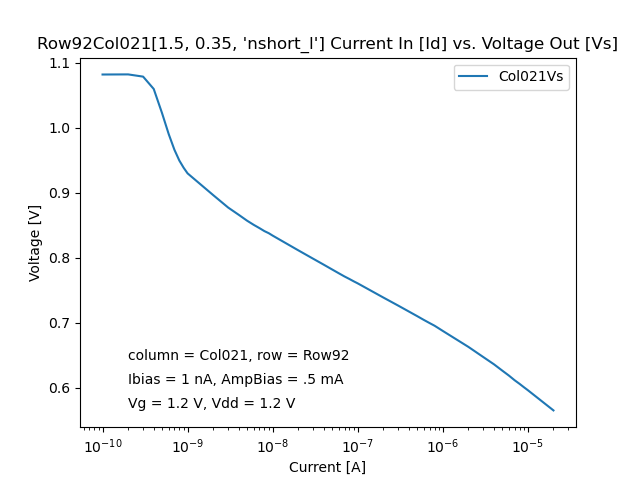 Row92Col021[1.5, 0.35, 'nshort_l'] Current In [Id] vs. Voltage Out [Vs]
Col021Vs
1.1
1.0
0.9
0.8
0.7
0.6
Voltage [V]
column = Col021, row = Row92
Ibias = 1 nA, AmpBias = .5 mA
Vg = 1.2 V, Vdd = 1.2 V
10⁻¹⁰ 10⁻⁹ 10⁻⁸ 10⁻⁷ 10⁻⁶ 10⁻⁵
Current [A]